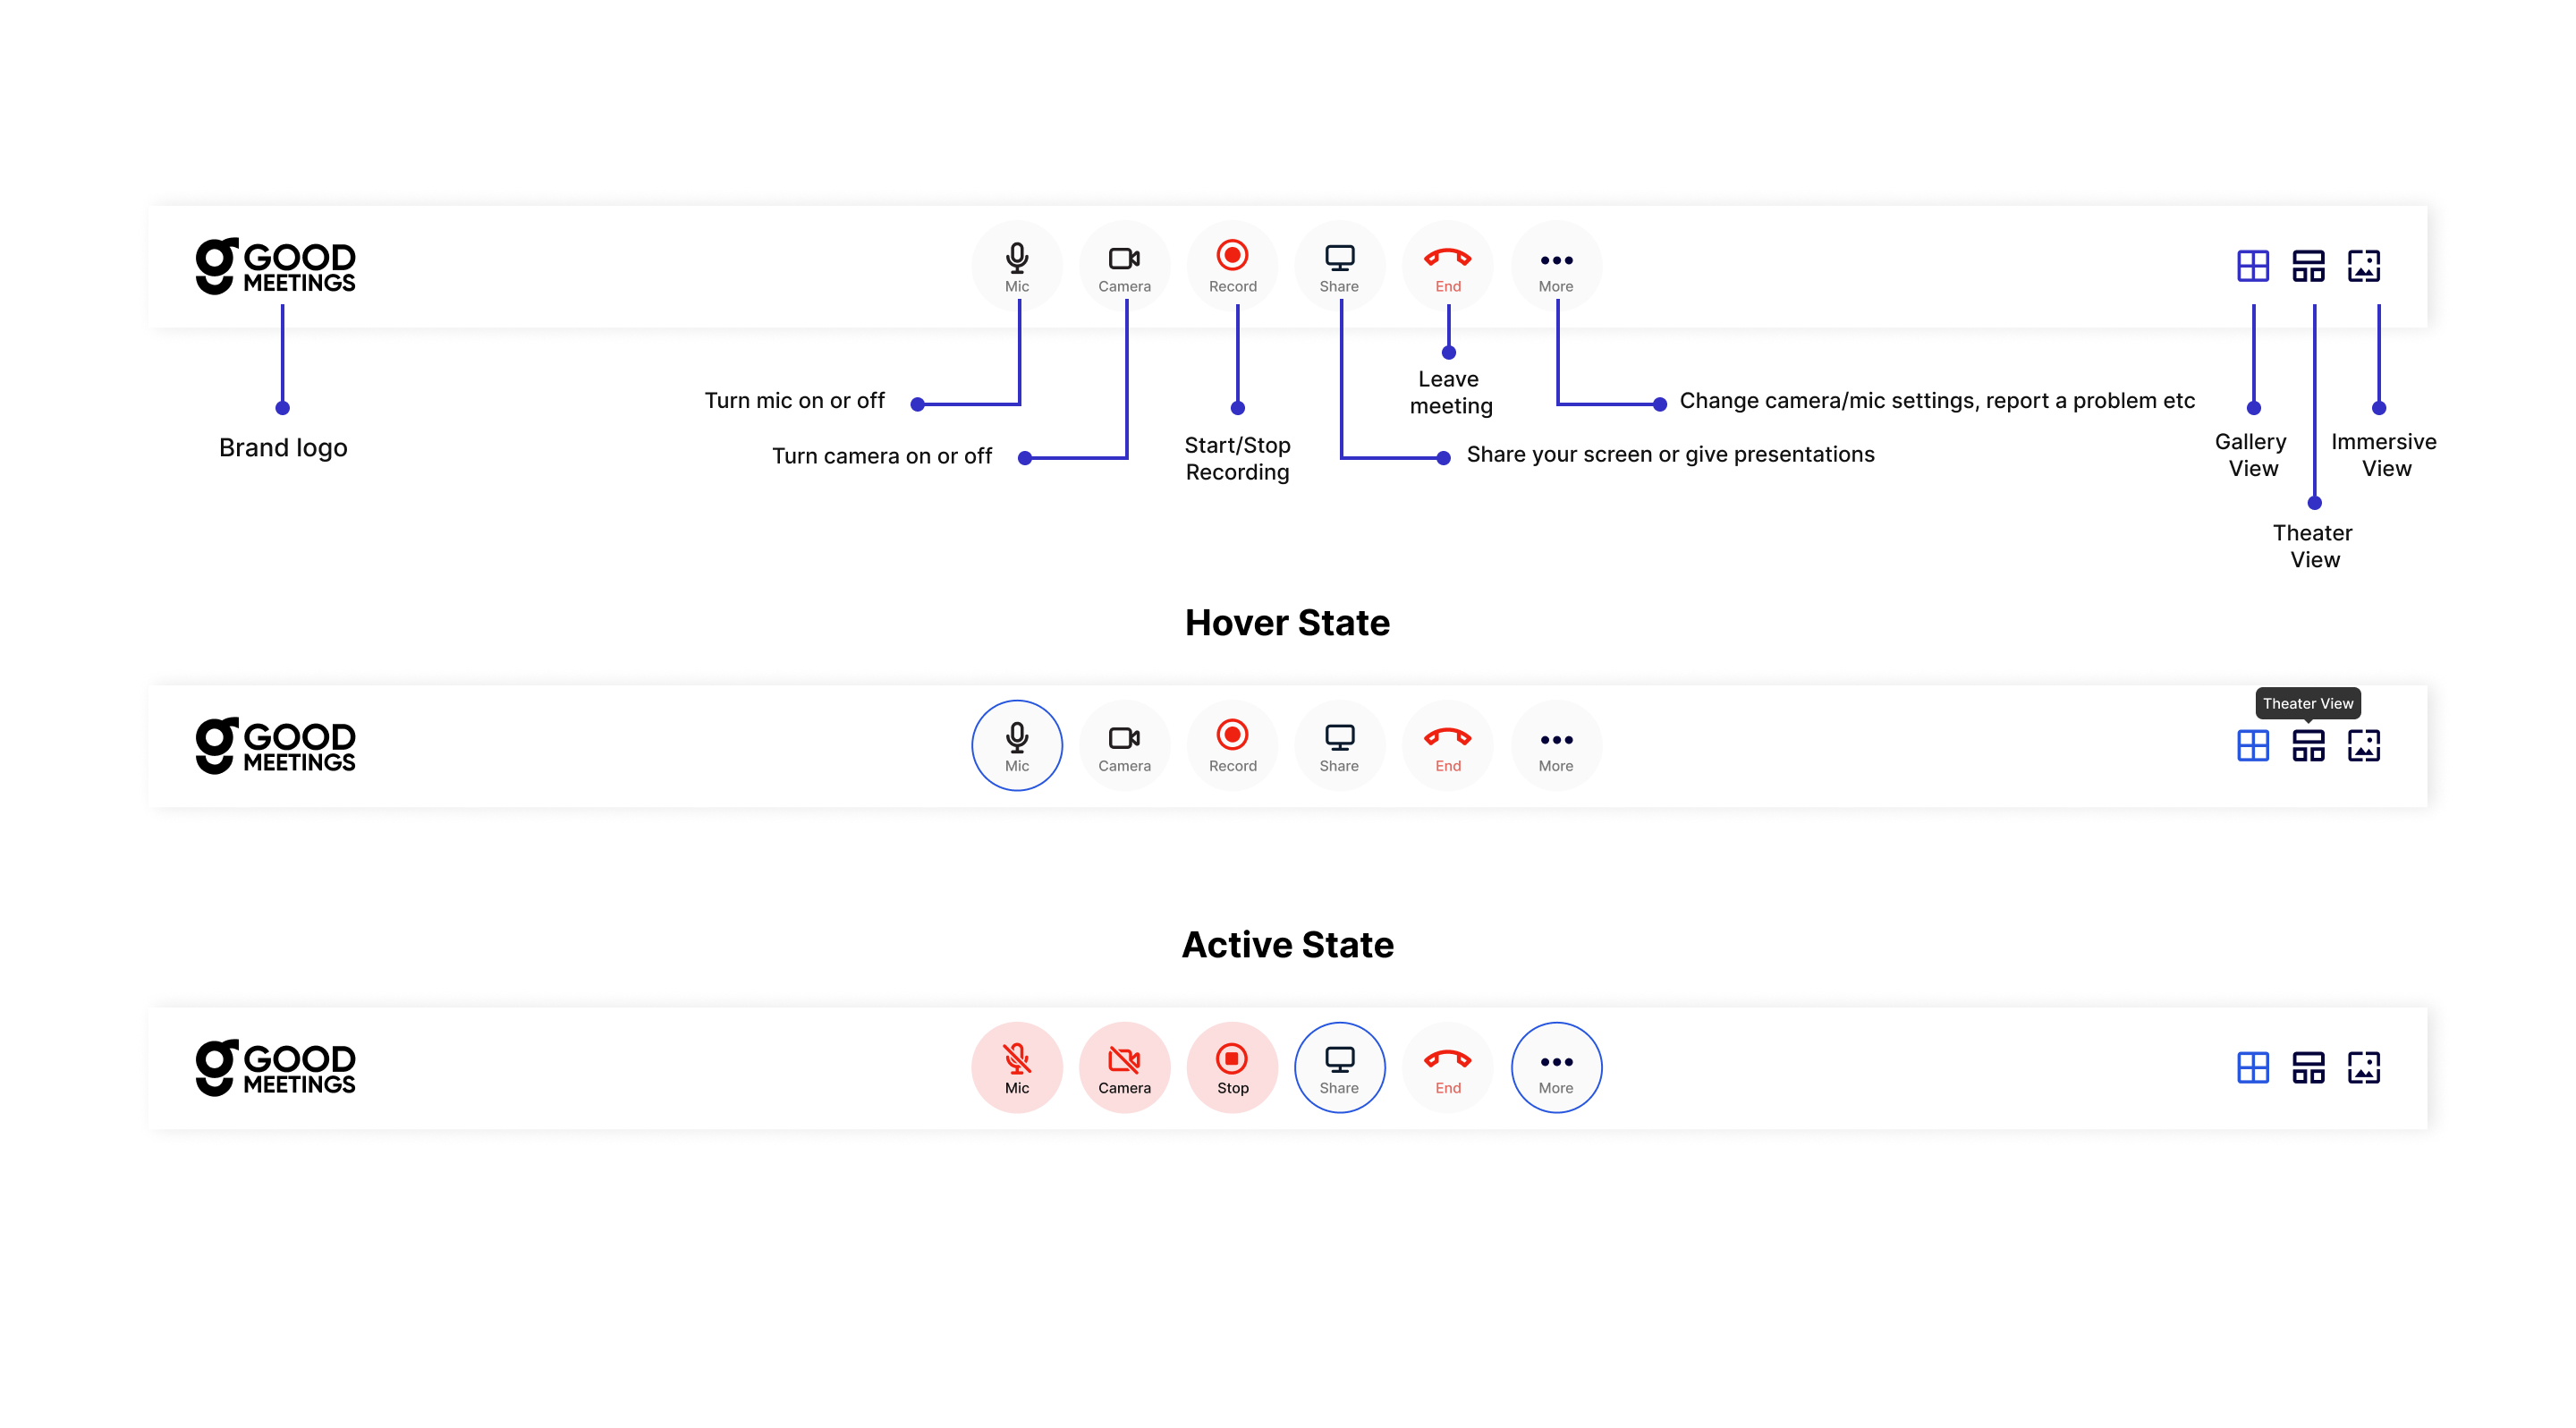 GOOD
MEETINGS
Mic
Camera
Record
Share
End
More
Brand logo
Turn mic on or off
Turn camera on or off
Start/Stop
Recording
Leave
meeting
Share your screen or give presentations
Change camera/mic settings, report a problem etc
Gallery
View
Theater
View
Immersive
View
Hover State
GOOD
MEETINGS
Mic
Camera
Record
Share
End
More
Theater View
Active State
GOOD
MEETINGS
Mic
Camera
Stop
Share
End
More